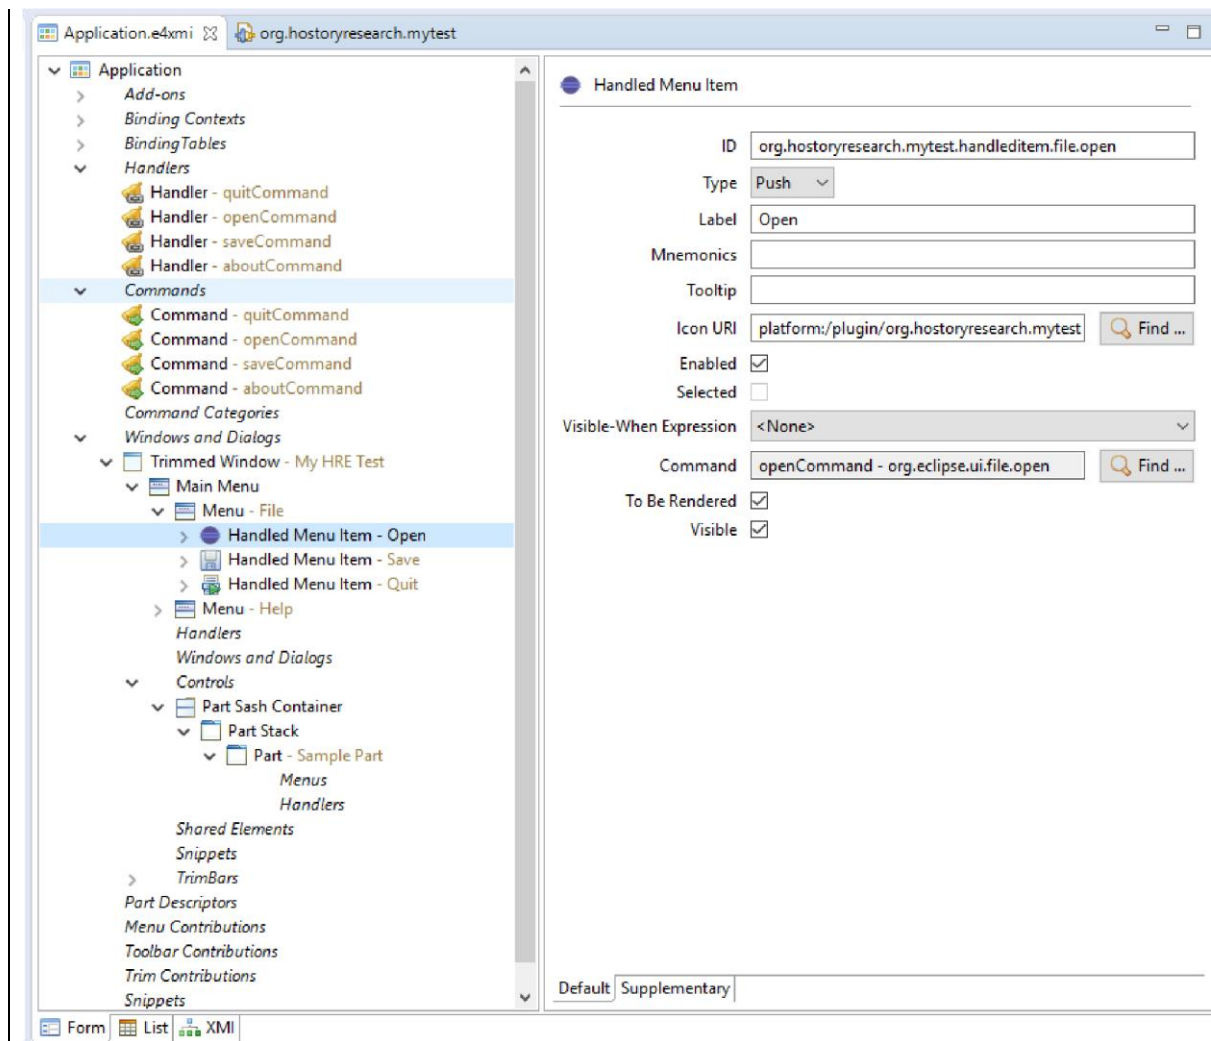 Application.e4xmi org.hostoryresearch.mytest
Application
Add-ons
Binding Contexts
BindingTables
Handlers
Handler - quitCommand
Handler - openCommand
Handler - saveCommand
Handler - aboutCommand
Commands
Command - quitCommand
Command - openCommand
Command - saveCommand
Command - aboutCommand
Command Categories
Windows and Dialogs
Trimmed Window - My HRE Test
Main Menu
Menu - File
Handled Menu Item - Open
Handled Menu Item - Save
Handled Menu Item - Quit
Menu - Help
Handlers
Windows and Dialogs
Controls
Part Sash Container
Part Stack
Part - Sample Part
Menus
Handlers
Shared Elements
Snippets
TrimBars
Part Descriptors
Menu Contributions
Toolbar Contributions
Trim Contributions
Snippets
Handled Menu Item
ID org.hostoryresearch.mytest.handleditem.file.open
Type Push
Label Open
Mnemonics
Tooltip
Icon URI platform:/plugin/org.hostoryresearch.mytest Find ...
Enabled
Selected
Visible-When Expression <None>
Command openCommand - org.eclipse.ui.file.open Find ...
To Be Rendered
Visible
Default Supplementary
Form List XMI